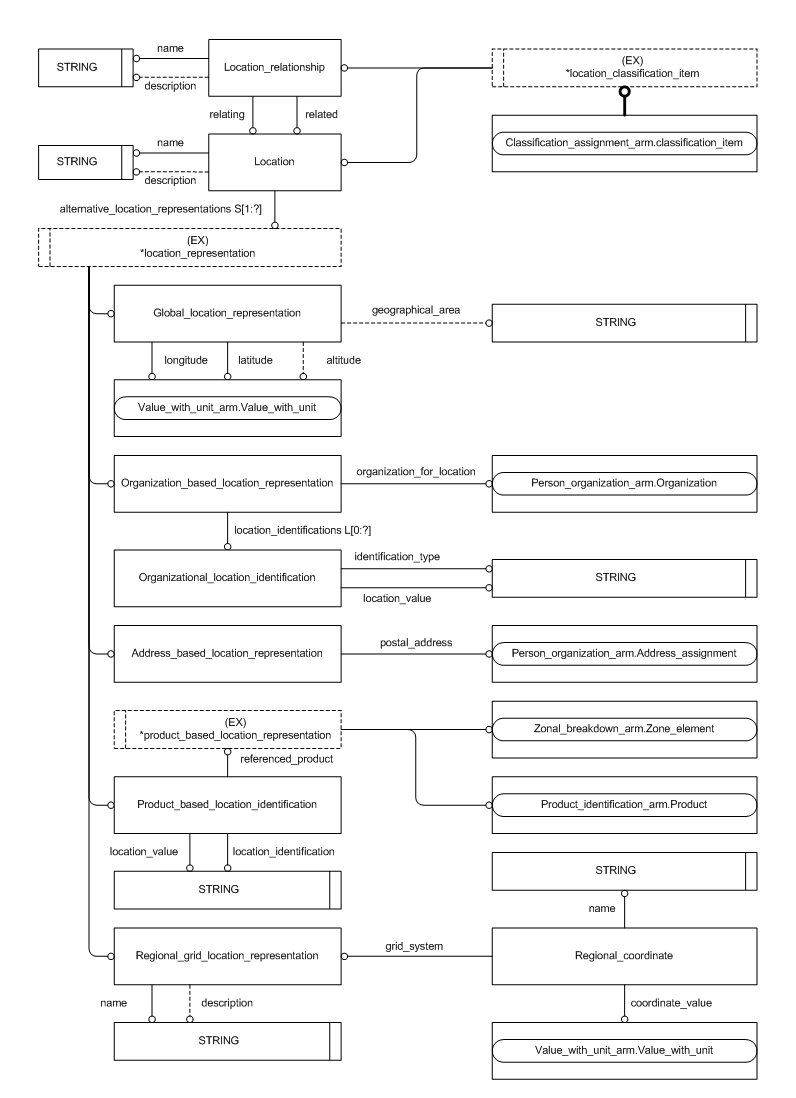 name
STRING
description
Location_relationship
(EX)
*location_classification_item
relating
related
Classification_assignment_arm.classification_item
name
STRING
description
Location
alternative_location_representations S[1:?]
(EX)
*location_representation
Global_location_representation
geographical_area
STRING
longitude
latitude
altitude
Value_with_unit_arm.Value_with_unit
Organization_based_location_representation
organization_for_location
Person_organization_arm.Organization
location_identifications L[0:?]
Organizational_location_identification
identification_type
location_value
STRING
Address_based_location_representation
postal_address
Person_organization_arm.Address_assignment
(EX)
*product_based_location_representation
Zonal_breakdown_arm.Zone_element
referenced_product
Product_based_location_identification
Product_identification_arm.Product
location_value
location_identification
STRING
STRING
name
Regional_grid_location_representation
grid_system
Regional_coordinate
name
description
coordinate_value
STRING
Value_with_unit_arm.Value_with_unit